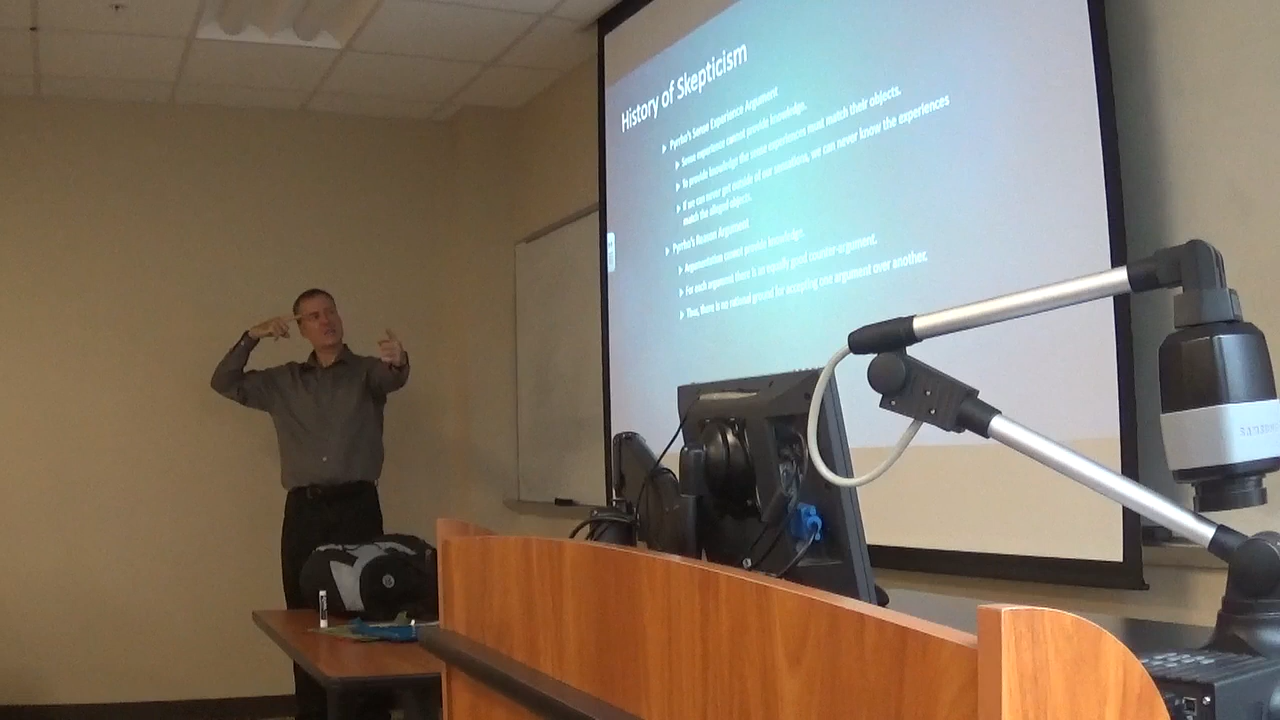 History of Skepticism
Pyrrho's Sense Experience Argument
Sense experience cannot provide knowledge.
To provide knowledge the sense experiences must match their objects.
If we can never get outside of our sensations, we can never know the experiences
match the alleged objects.
Pyrrho's Reason Argument
Argumentation cannot provide knowledge.
For each argument there is an equally good counter-argument.
Thus, there is no rational ground for accepting one argument over another.
SAMSUNG